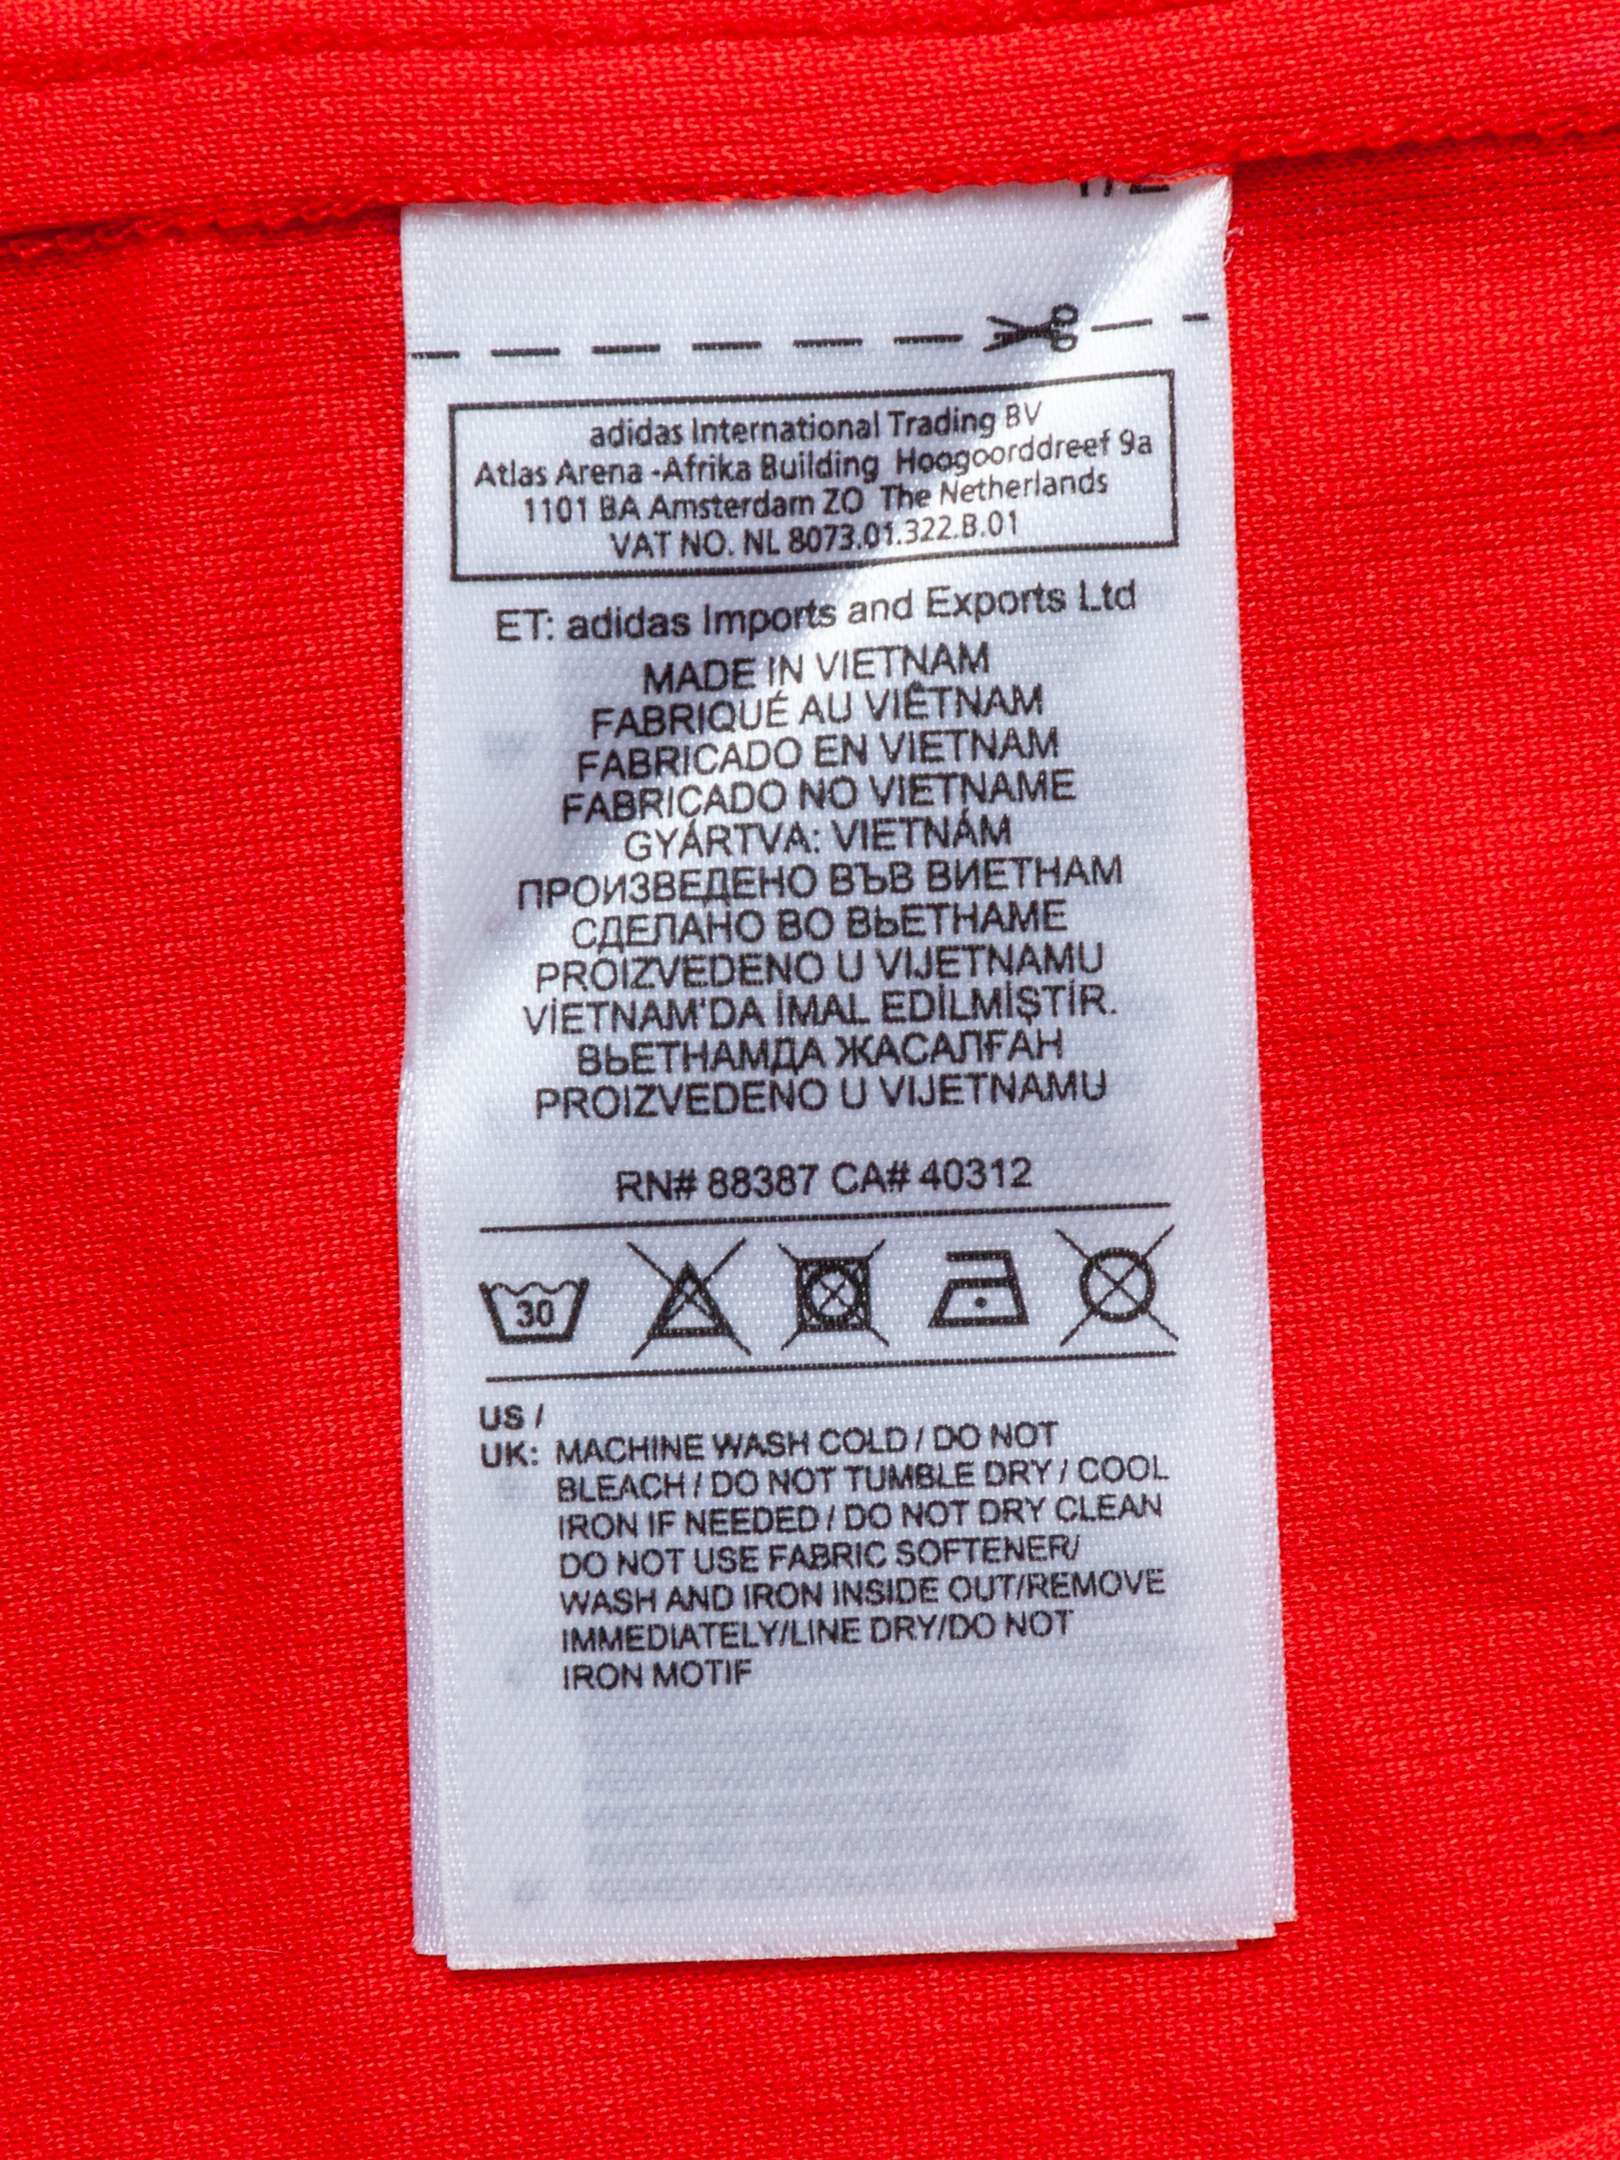 adidas International Trading BV
Atlas Arena -Afrika Building Hoogoorddreef 9a
1101 BA Amsterdam ZO The Netherlands
VAT NO. NL 8073.01.322.B.01
ET: adidas Imports and Exports Ltd
MADE IN VIETNAM
FABRIQUÉ AU VIÊTNAM
FABRICADO EN VIETNAM
FABRICADO NO VIETNAME
GYÁRTVA: VIETNÁM
ПРОИЗВЕДЕНО ВЪВ ВИЕТНАМ
СДЕЛАНО ВО ВЬЕТНАМЕ
PROIZVEDENO U VIJETNAMU
VİETNAM'DA İMAL EDİLMİŞTİR.
ВЬЕТНАМДА ЖАСАЛҒАН
PROIZVEDENO U VIJETNAMU
RN# 88387 CA# 40312
30
US /
UK: MACHINE WASH COLD / DO NOT
BLEACH / DO NOT TUMBLE DRY / COOL
IRON IF NEEDED / DO NOT DRY CLEAN
DO NOT USE FABRIC SOFTENER/
WASH AND IRON INSIDE OUT/REMOVE
IMMEDIATELY/LINE DRY/DO NOT
IRON MOTIF